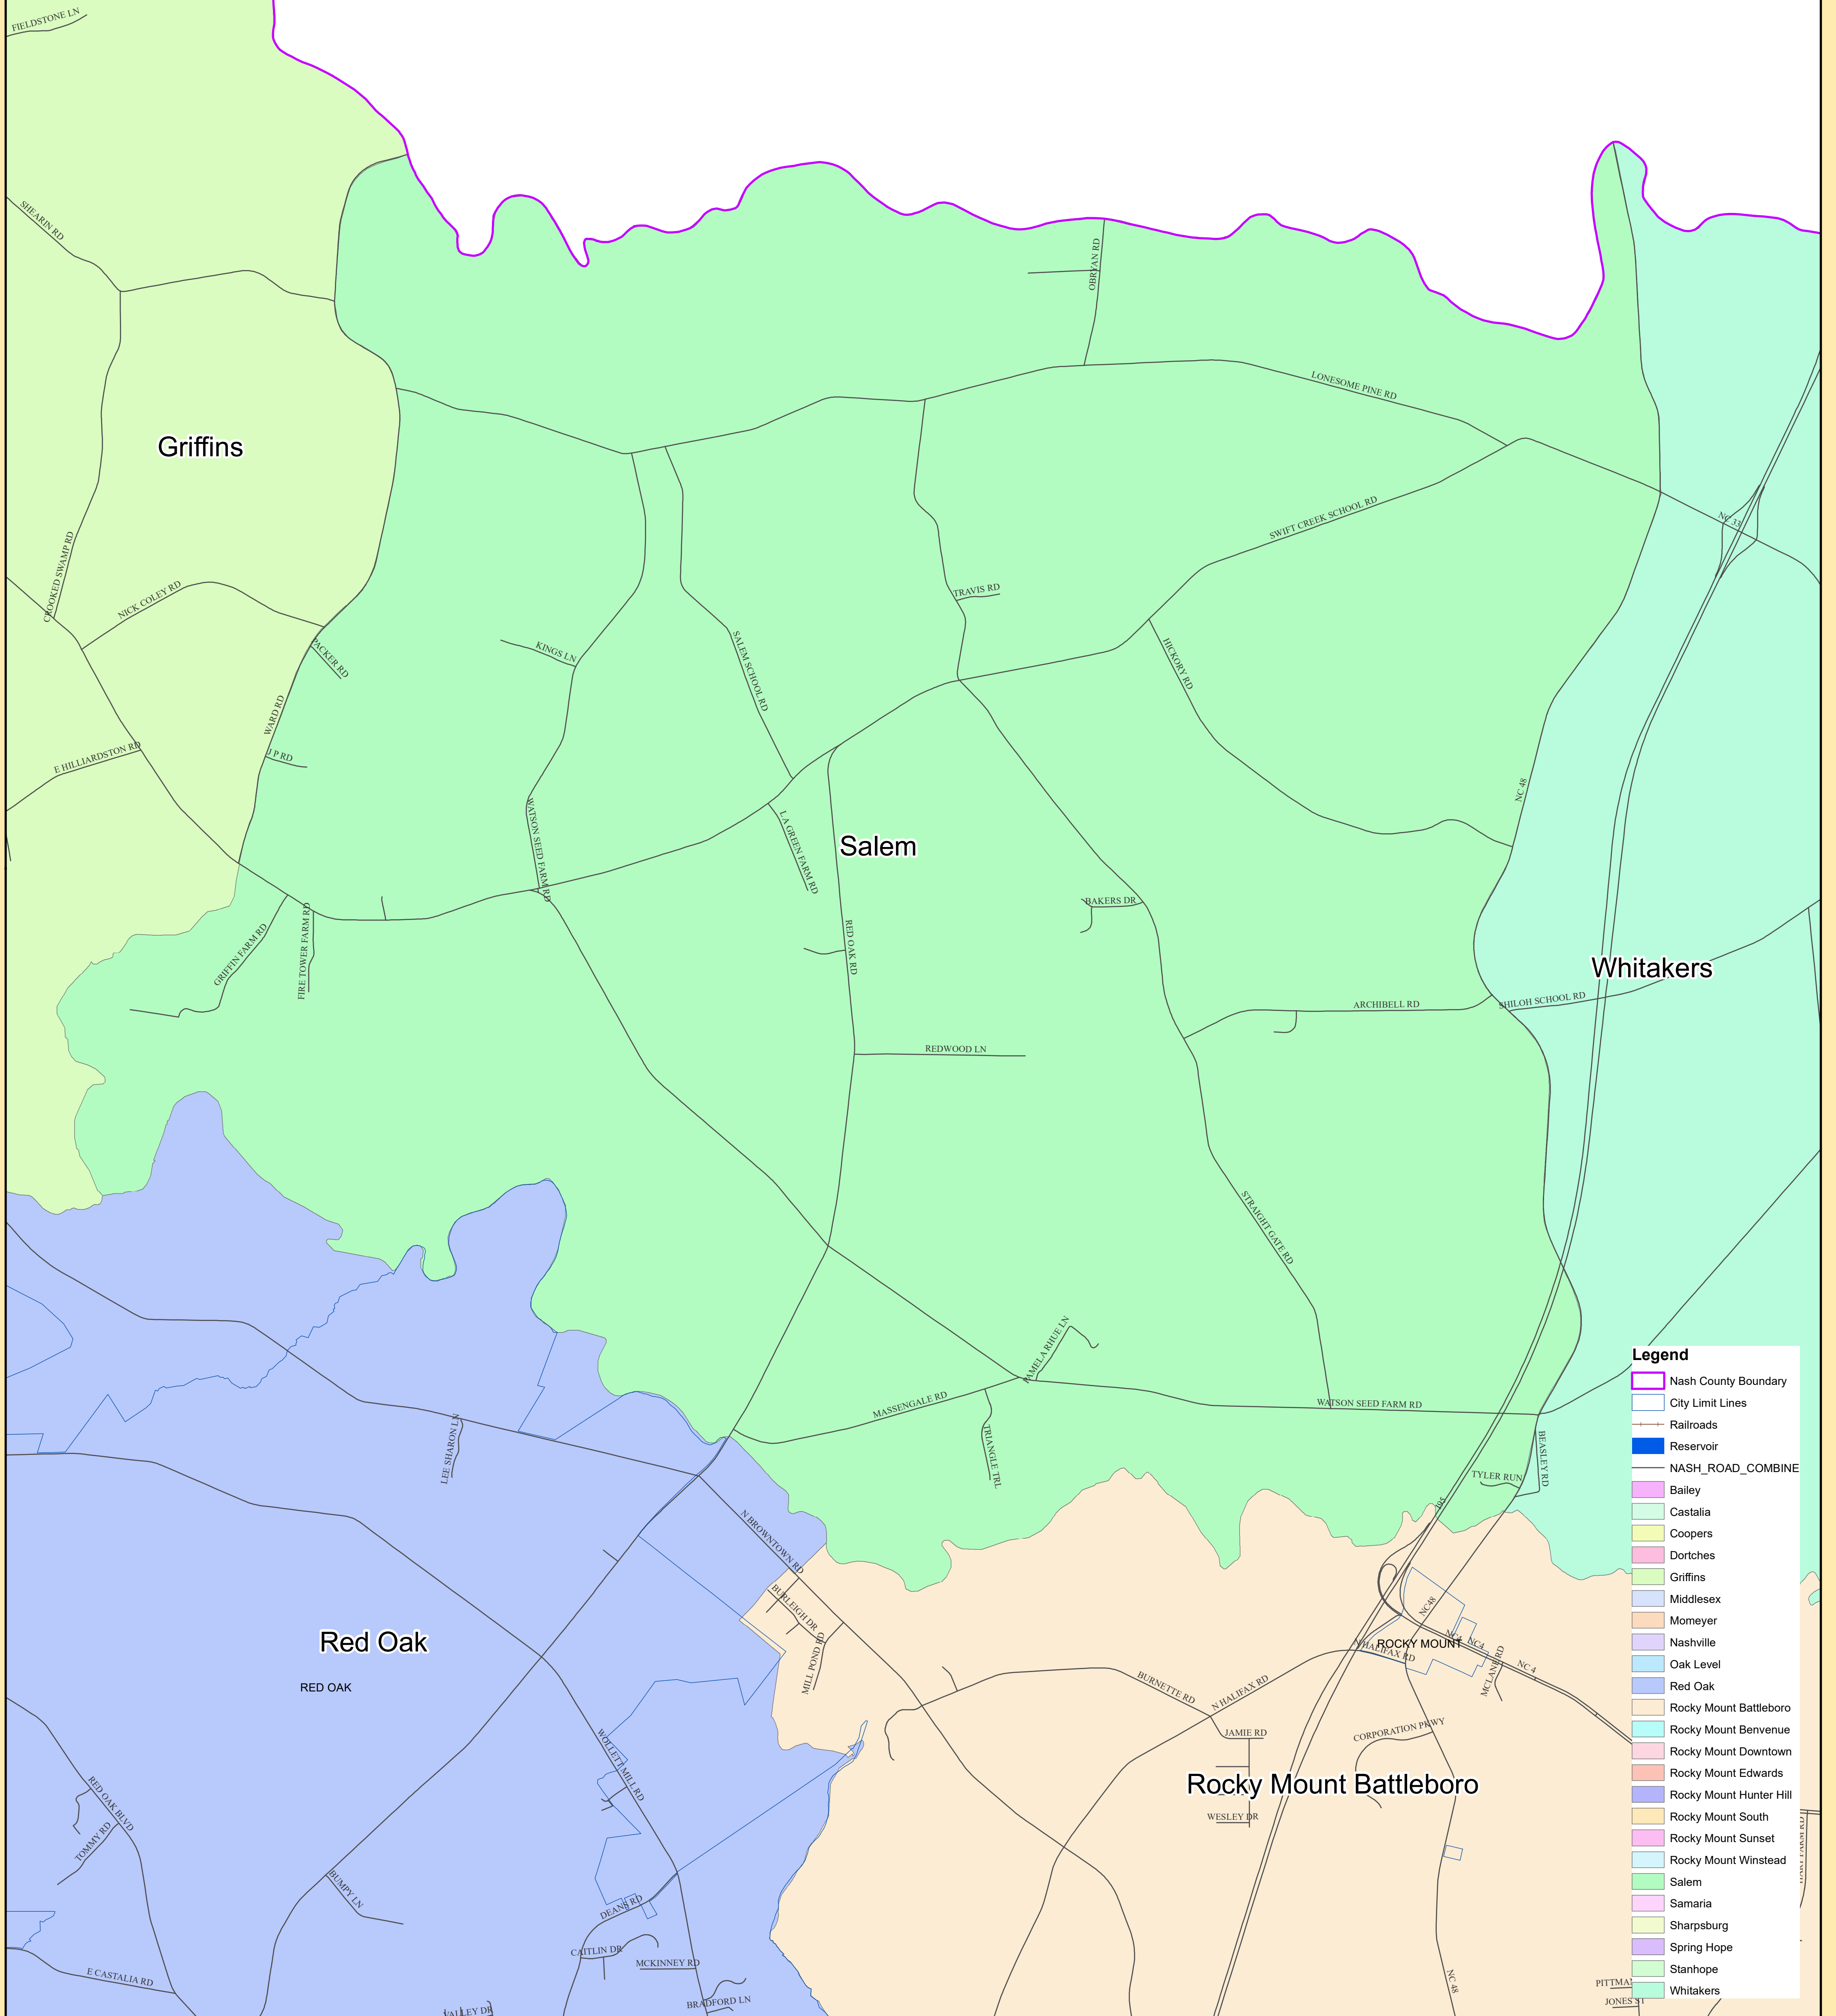 FIELDSTONE LN
SHEARIN RD
OBRYAN RD
LONESOME PINE RD
Griffins
SWIFT CREEK SCHOOL RD
NC 33
CROOKED SWAMP RD
NICK COLEY RD
TRAVIS RD
PACKER RD
KINGS LN
SALEM SCHOOL RD
HICKORY RD
WARD RD
J P RD
E HILLIARDSTON RD
NC 48
WATSON SEED FARM RD
LA GREEN FARM RD
Salem
BAKERS DR
GRIFFIN FARM RD
FIRE TOWER FARM RD
RED OAK RD
Whitakers
ARCHIBELL RD
SHILOH SCHOOL RD
REDWOOD LN
STRAIGHT GATE RD
PAMELA RHUE LN
MASSENGALE RD
WATSON SEED FARM RD
LEE SHARON LN
TRIANGLE TRL
BEASLEY RD
TYLER RUN
I95
N BROWNTOWN RD
BURLEIGH DR
MILL POND RD
NC48
Red Oak
RED OAK
ROCKY MOUNT
N HALIFAX RD
NC4
NC4
NC 4
MCLANE RD
BURNETTE RD
N HALIFAX RD
JAMIE RD
CORPORATION PKWY
WOLLETT MILL RD
Rocky Mount Battleboro
WESLEY DR
RED OAK BLVD
TOMMY RD
BUMPY LN
DEANS RD
CAITLIN DR
MCKINNEY RD
E CASTALIA RD
BRADFORD LN
VALLEY DR
NC 48
JONES ST
Legend
Nash County Boundary
City Limit Lines
Railroads
Reservoir
NASH_ROAD_COMBINE
Bailey
Castalia
Coopers
Dortches
Griffins
Middlesex
Momeyer
Nashville
Oak Level
Red Oak
Rocky Mount Battleboro
Rocky Mount Benvenue
Rocky Mount Downtown
Rocky Mount Edwards
Rocky Mount Hunter Hill
Rocky Mount South
Rocky Mount Sunset
Rocky Mount Winstead
Salem
Samaria
Sharpsburg
Spring Hope
Stanhope
Whitakers